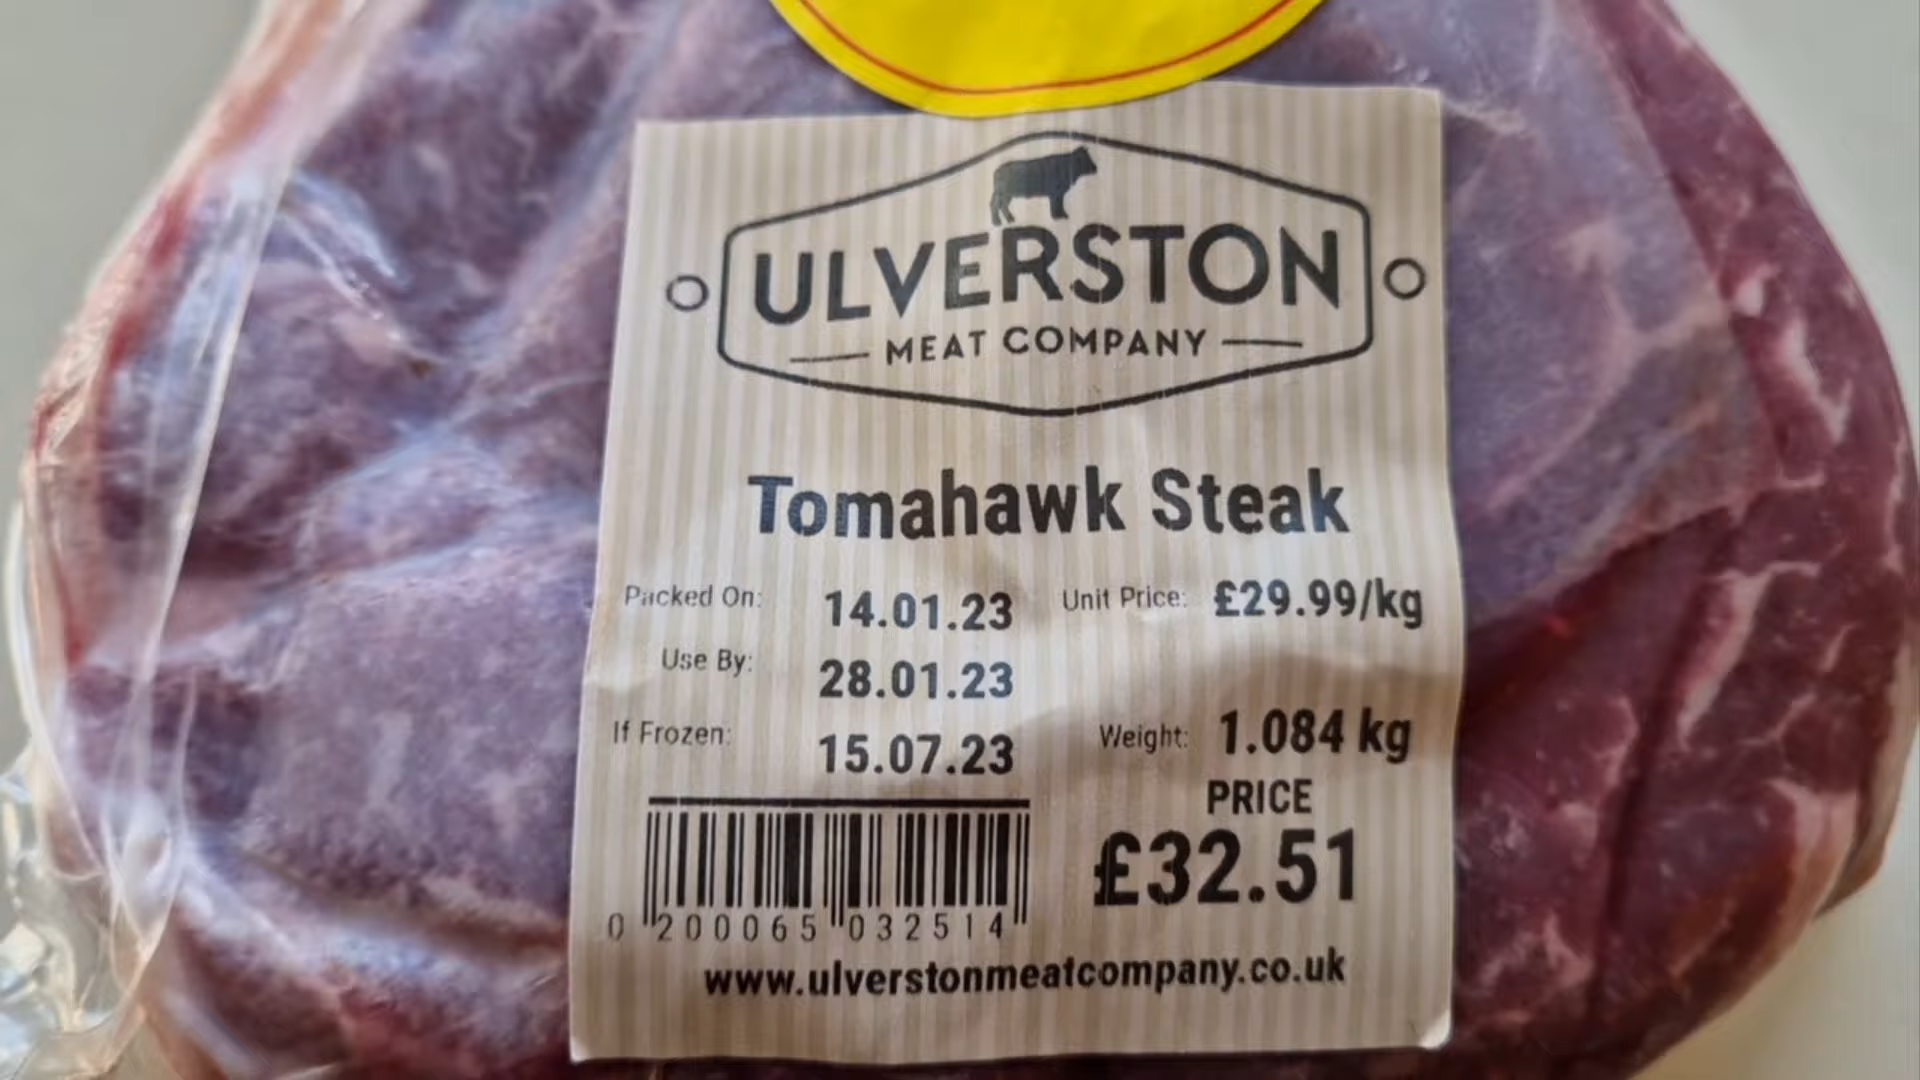 ULVERSTON
MEAT COMPANY
Tomahawk Steak
Packed On: 14.01.23 Unit Price: £29.99/kg
Use By: 28.01.23
If Frozen: 15.07.23 Weight: 1.084 kg
PRICE
£32.51
0 200065 032514
www.ulverstonmeatcompany.co.uk